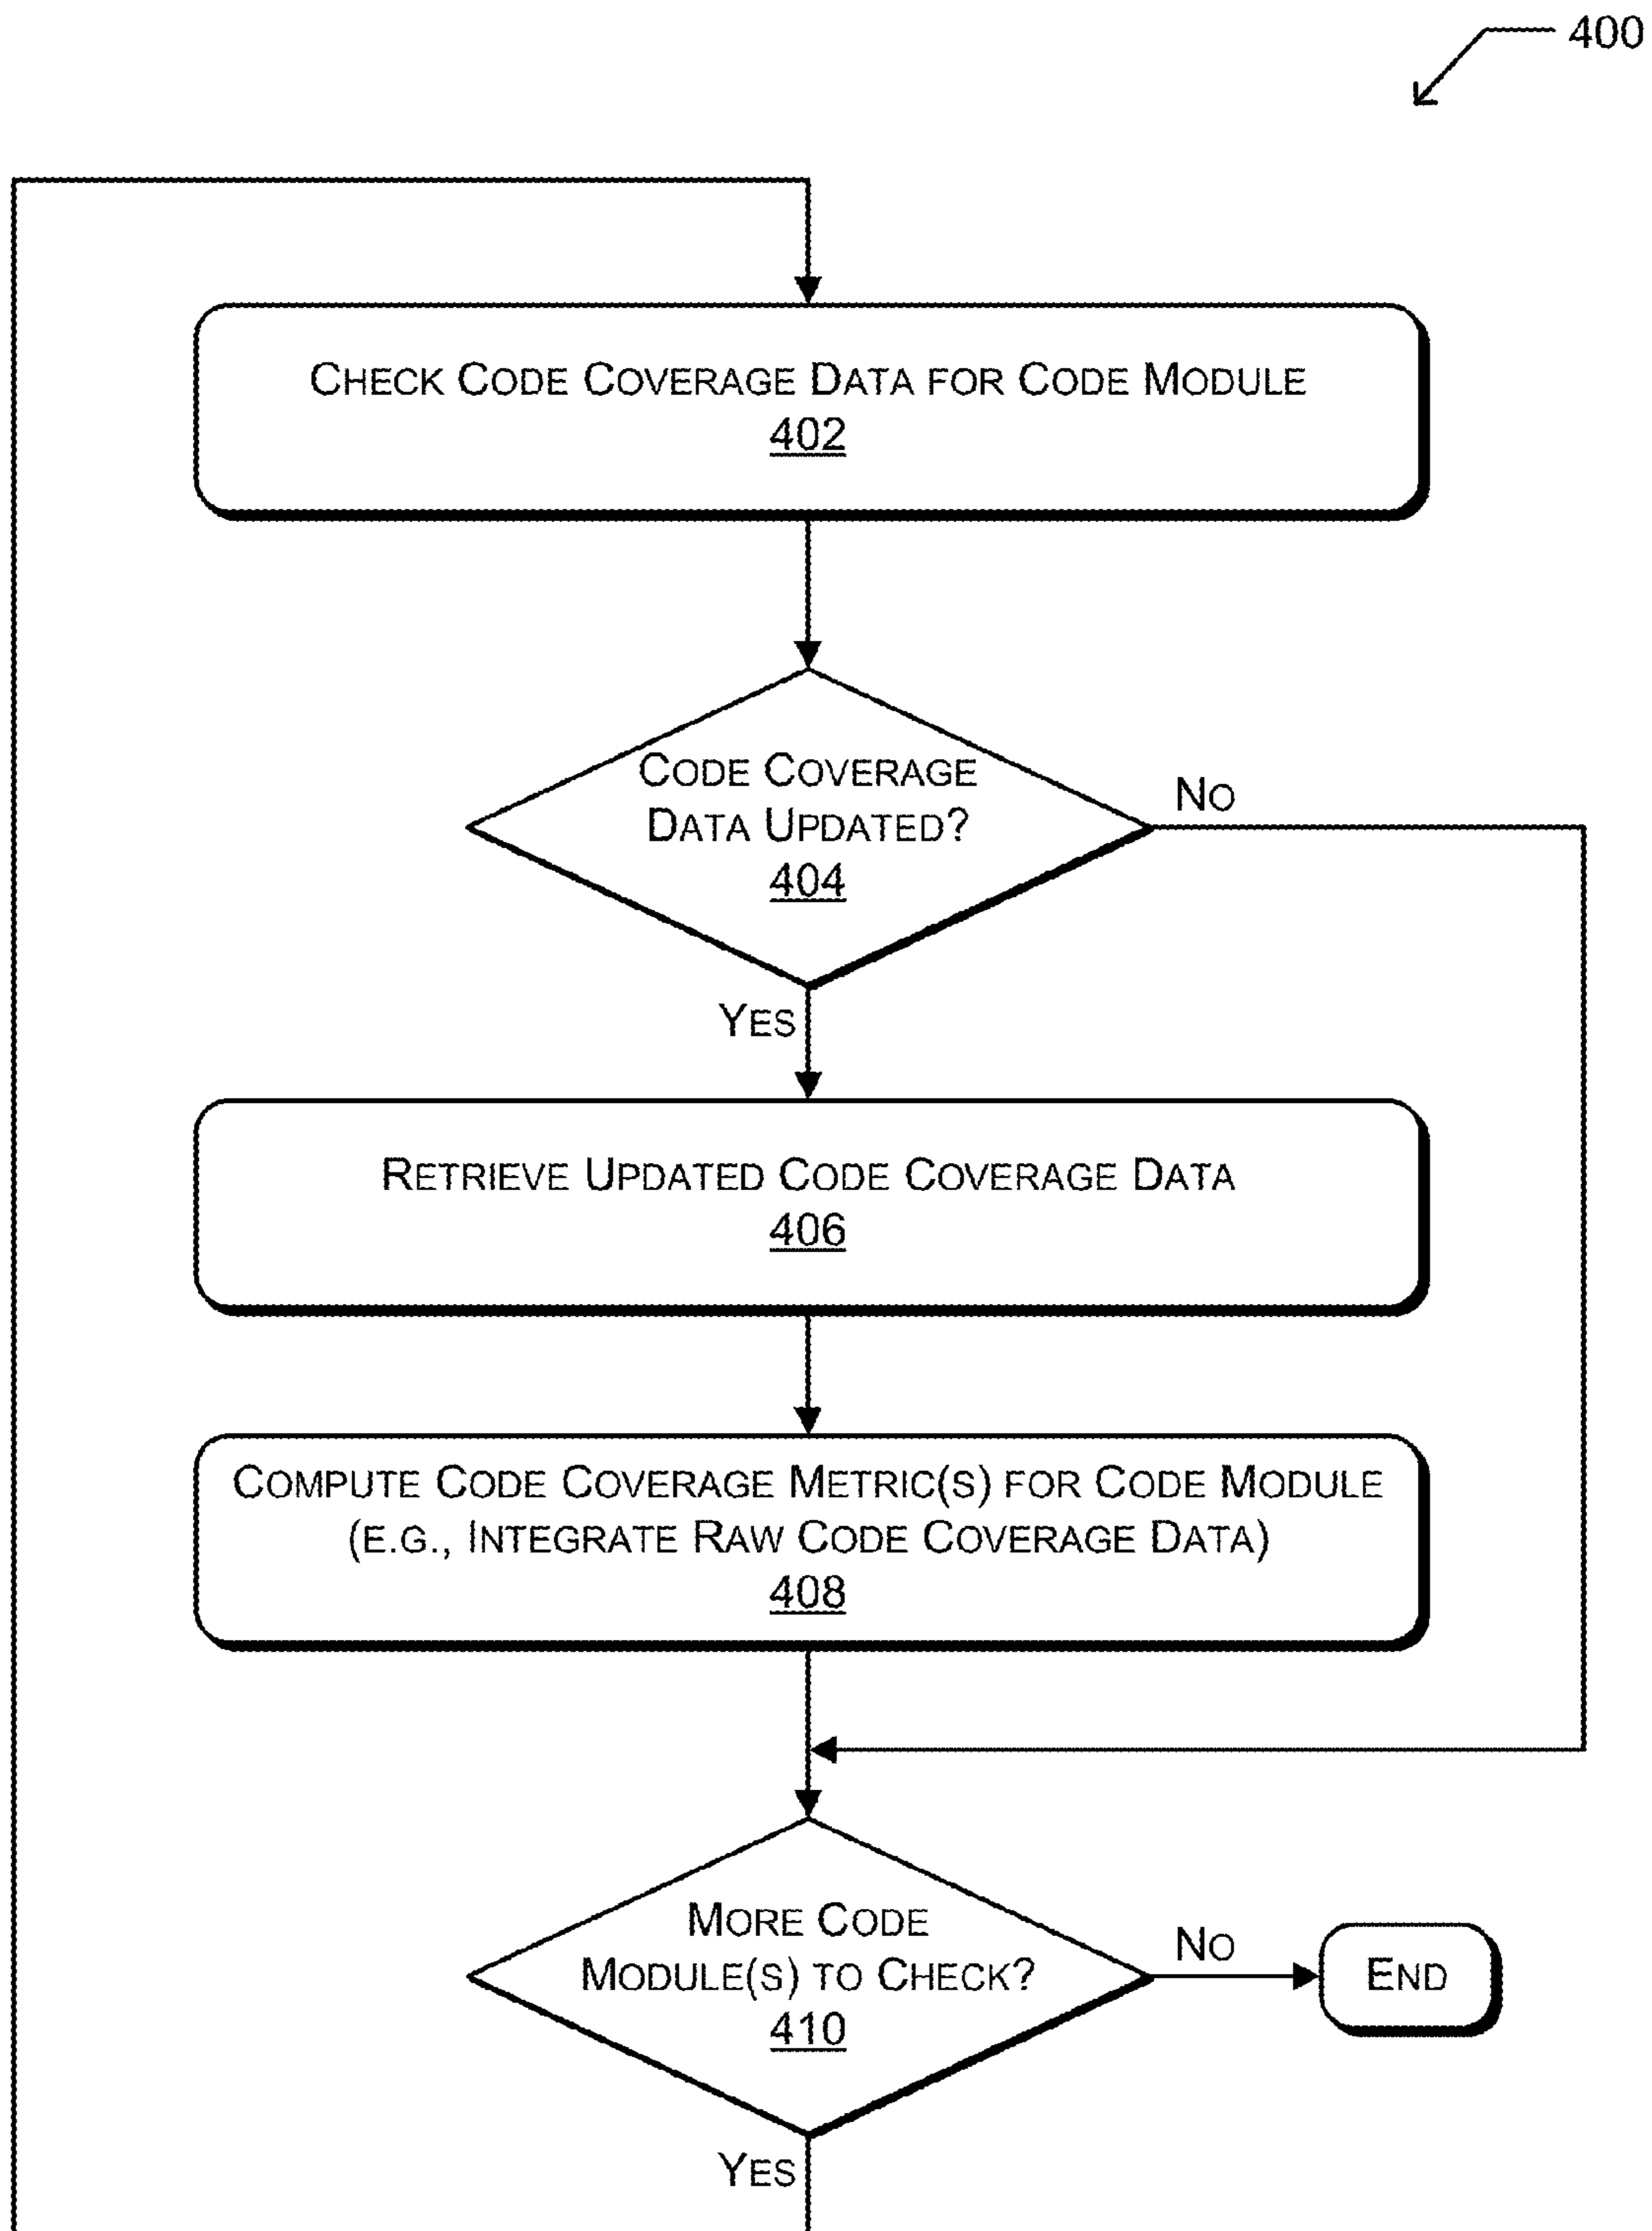 400
CHECK CODE COVERAGE DATA FOR CODE MODULE
402
CODE COVERAGE
DATA UPDATED?
404
NO
YES
RETRIEVE UPDATED CODE COVERAGE DATA
406
COMPUTE CODE COVERAGE METRIC(S) FOR CODE MODULE
(E.G., INTEGRATE RAW CODE COVERAGE DATA)
408
MORE CODE
MODULE(S) TO CHECK?
410
NO
END
YES